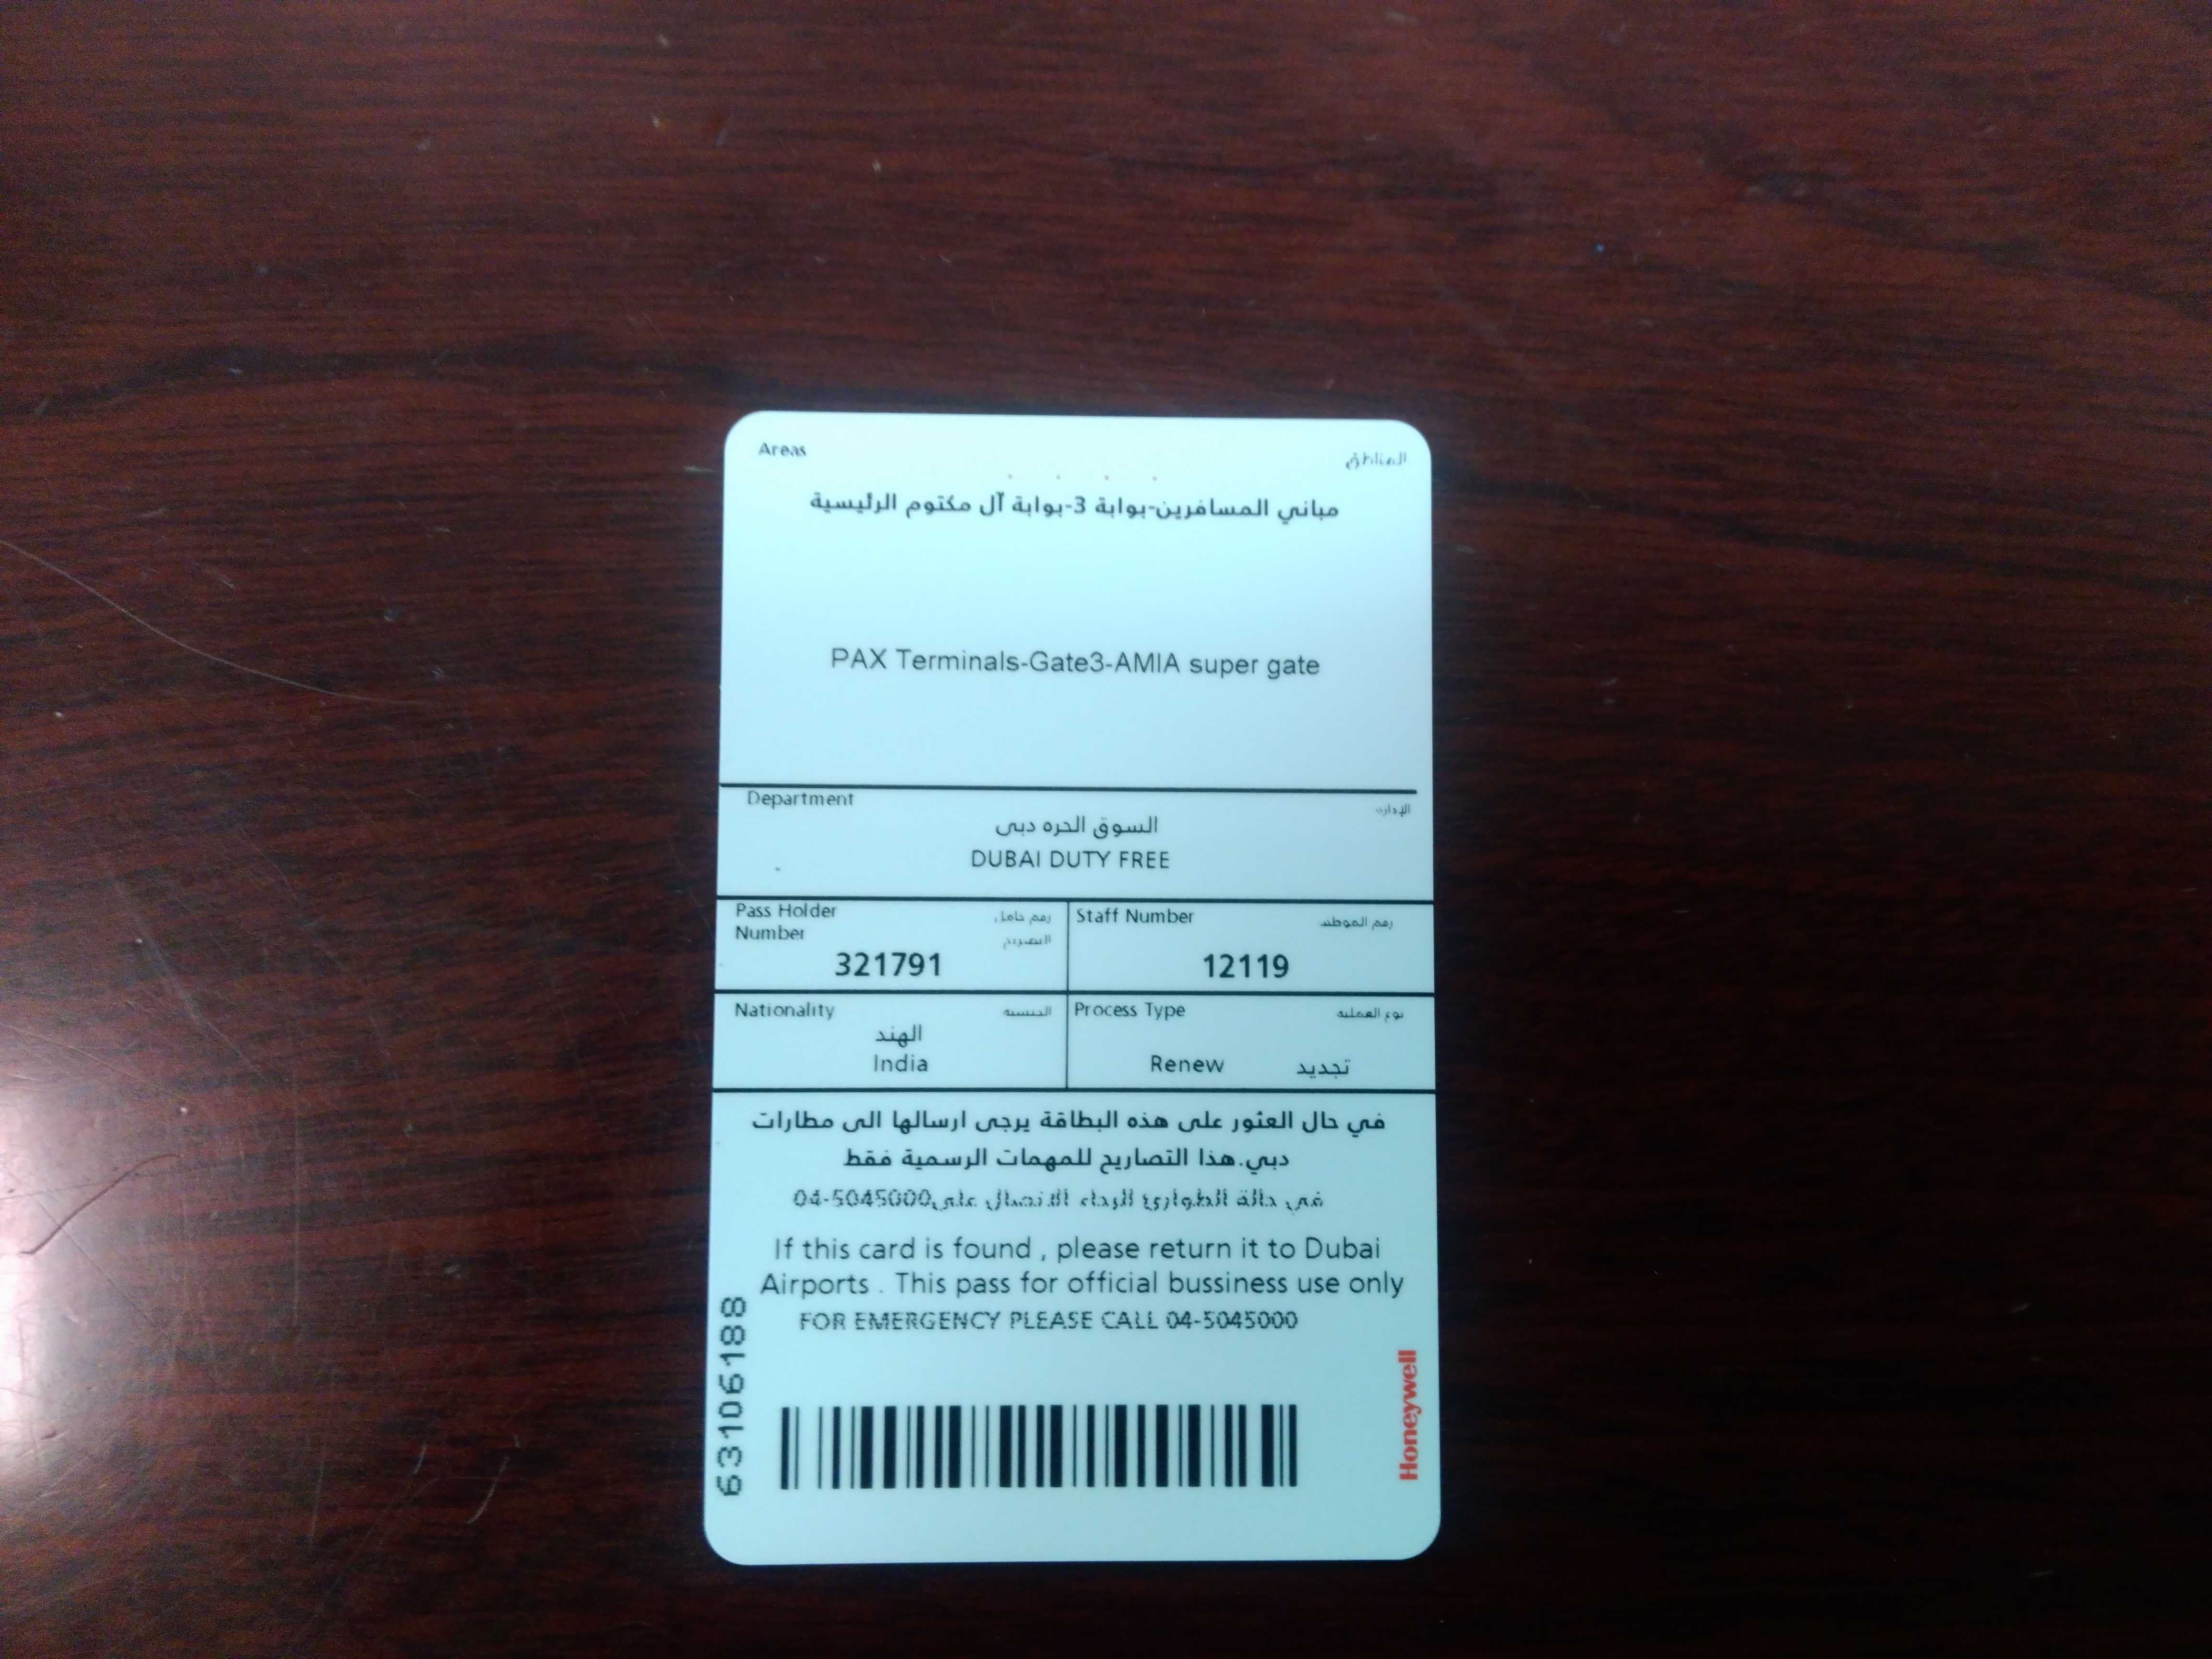 Areas المناطق
مباني المسافرين-بوابة 3-بوابة آل مكتوم الرئيسية
PAX Terminals-Gate3-AMIA super gate
Department الإدارة
السوق الحره دبى
DUBAI DUTY FREE
Pass Holder Number رقم حامل التصريح
321791
Staff Number رقم الموظف
12119
Nationality الجنسية
الهند
India
Process Type نوع العملية
Renew تجديد
في حال العثور على هذه البطاقة يرجى ارسالها الى مطارات
دبي.هذا التصاريح للمهمات الرسمية فقط
في حالة الطوارئ الرجاء الاتصال على04-5045000
If this card is found , please return it to Dubai
Airports . This pass for official bussiness use only
FOR EMERGENCY PLEASE CALL 04-5045000
63106188
Honeywell